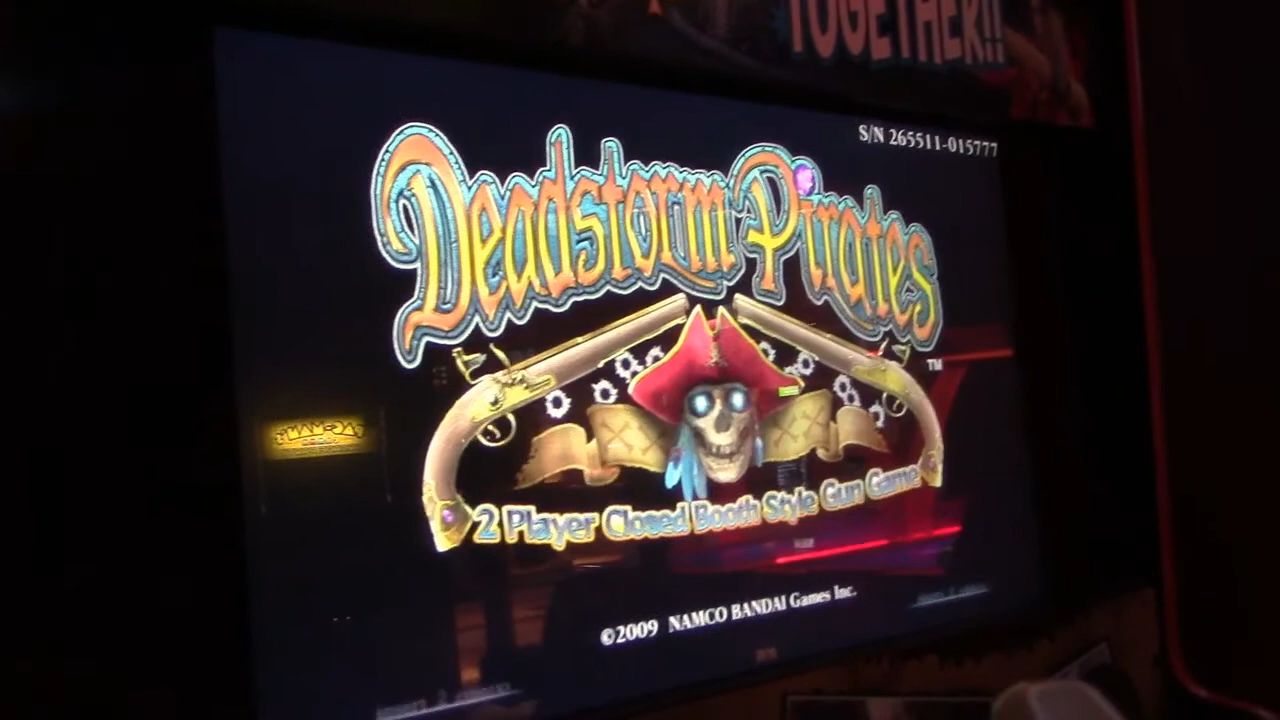 TOGETHER!!
S/N 265511-015777
Deadstorm Pirates
TM
2 Player Closed Booth Style Gun Game
©2009 NAMCO BANDAI Games Inc.